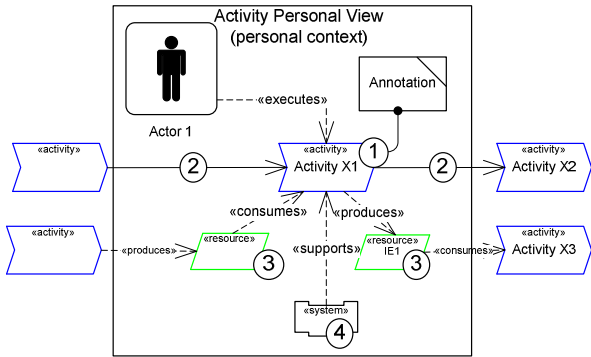 Activity Personal View
(personal context)
Annotation
«executes»
Actor 1
«activity»
«activity»
1
«activity»
2
Activity X1
2
Activity X2
«consumes»
«produces»
«activity»
«resource»
«resource»
«activity»
«produces»
«supports»
IE1
«consumes»
Activity X3
3
3
«system»
4